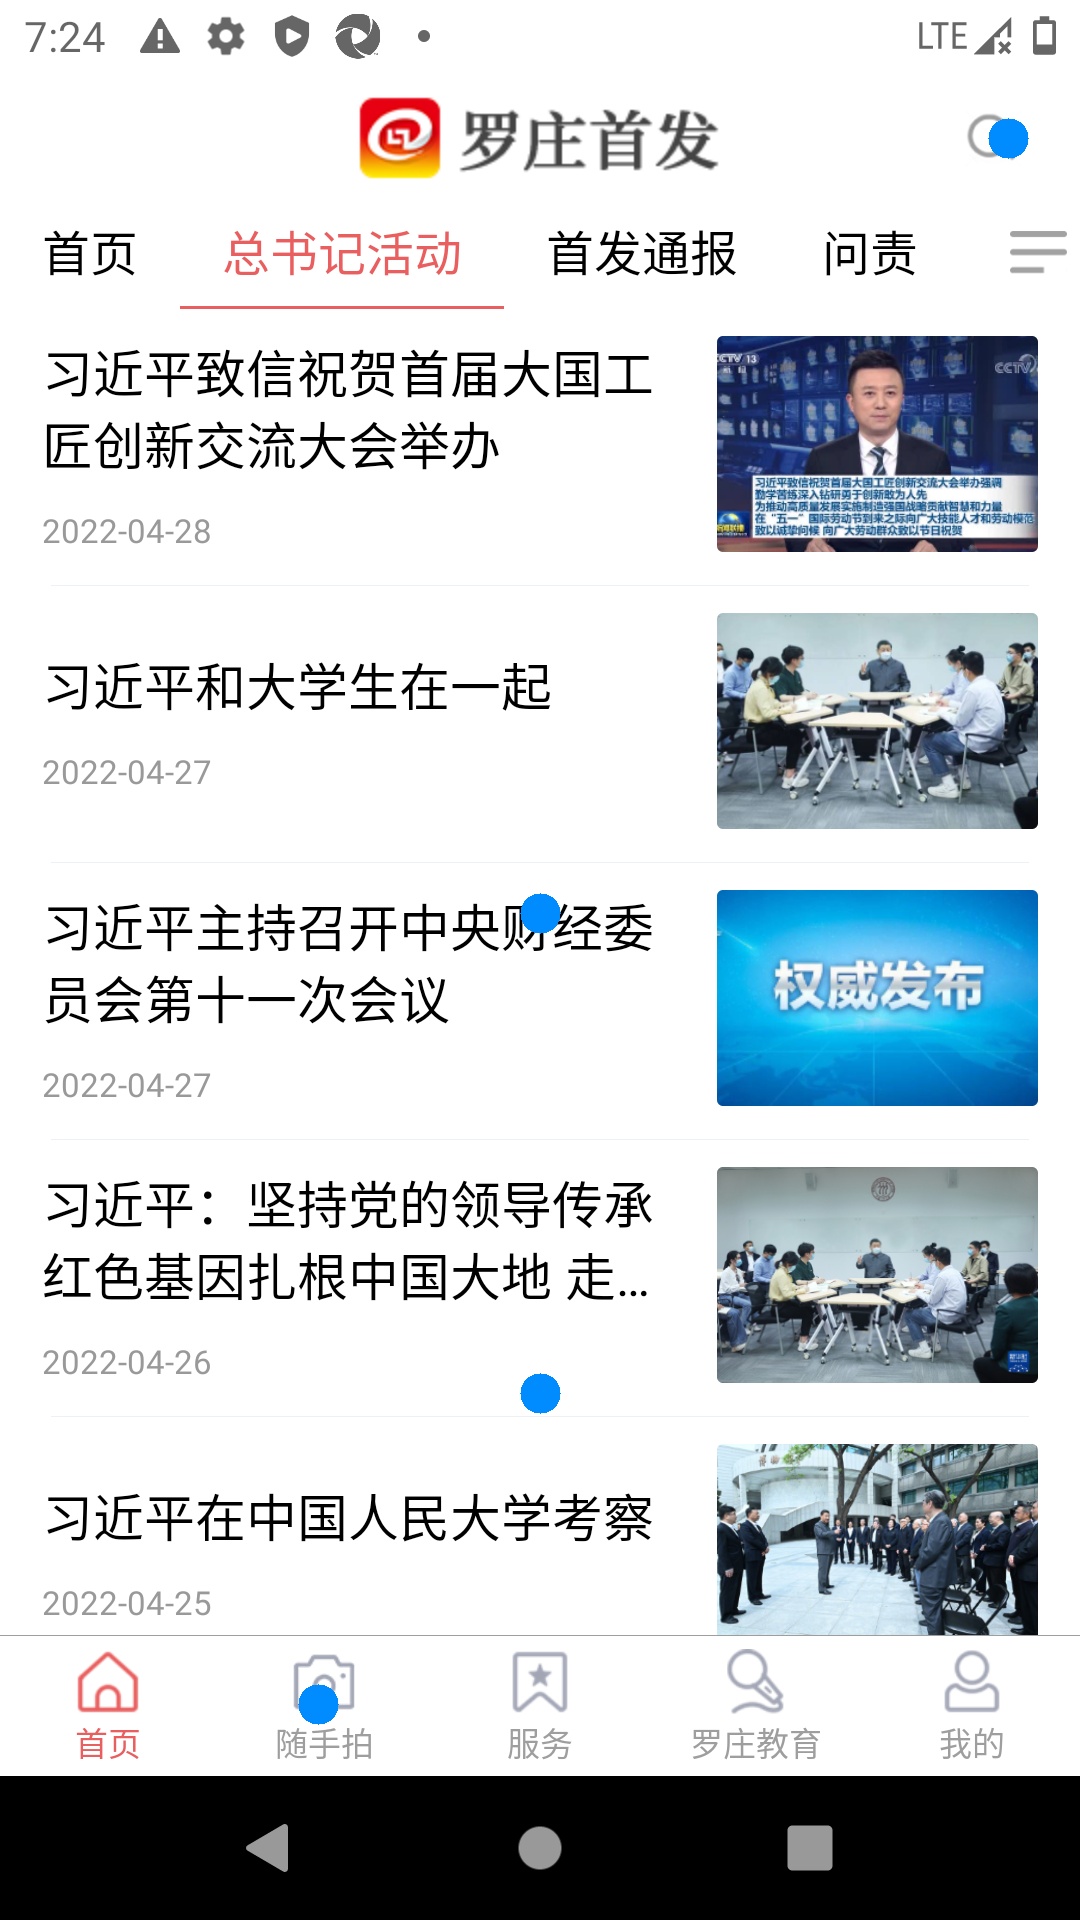 7:24
LTE
罗庄首发
首页 总书记活动 首发通报 问责
习近平致信祝贺首届大国工
匠创新交流大会举办
2022-04-28
CCTV 13
新闻
CCTV
习近平致信祝贺首届大国工匠创新交流大会举办强调
勤学苦练深入钻研勇于创新敢为人先
为推动高质量发展实施制造强国战略贡献智慧和力量
在“五一”国际劳动节到来之际向广大技能人才和劳动模范
致以诚挚问候 向广大劳动群众致以节日祝贺
习近平和大学生在一起
2022-04-27
习近平主持召开中央财经委
员会第十一次会议
2022-04-27
权威发布
习近平：坚持党的领导传承
红色基因扎根中国大地 走...
2022-04-26
习近平在中国人民大学考察
2022-04-25
首页 随手拍 服务 罗庄教育 我的